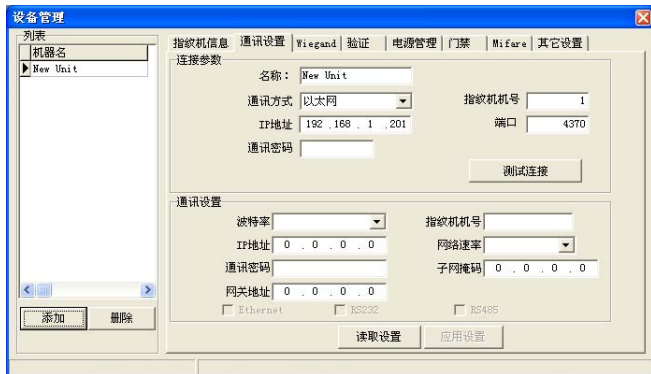 设备管理
列表
机器名
New Unit
添加 删除
指纹机信息 通讯设置 Wiegand 验证 电源管理 门禁 Mifare 其它设置
连接参数
名称： New Unit
通讯方式 以太网 指纹机机号 1
IP地址 192 .168 . 1 .201 端口 4370
通讯密码
测试连接
通讯设置
波特率 指纹机机号
IP地址 0 . 0 . 0 . 0 网络速率
通讯密码 子网掩码 0 . 0 . 0 . 0
网关地址 0 . 0 . 0 . 0
Ethernet RS232 RS485
读取设置 应用设置